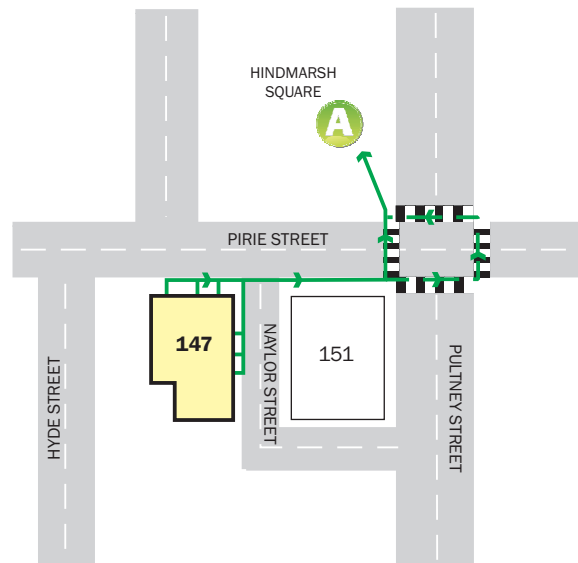 HINDMARSH
SQUARE
A
PIRIE STREET
147
151
HYDE STREET
NAYLOR STREET
PULTNEY STREET